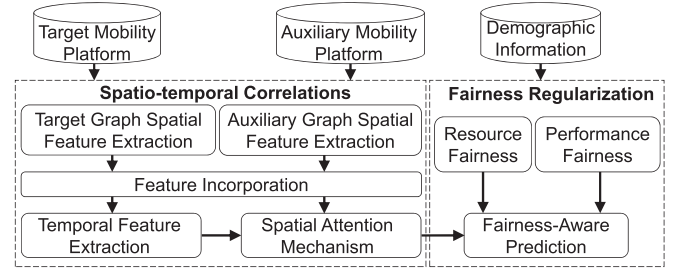 Target Mobility
Platform
Auxiliary Mobility
Platform
Demographic
Information
Spatio-temporal Correlations
Target Graph Spatial
Feature Extraction
Auxiliary Graph Spatial
Feature Extraction
Feature Incorporation
Temporal Feature
Extraction
Spatial Attention
Mechanism
Fairness Regularization
Resource
Fairness
Performance
Fairness
Fairness-Aware
Prediction